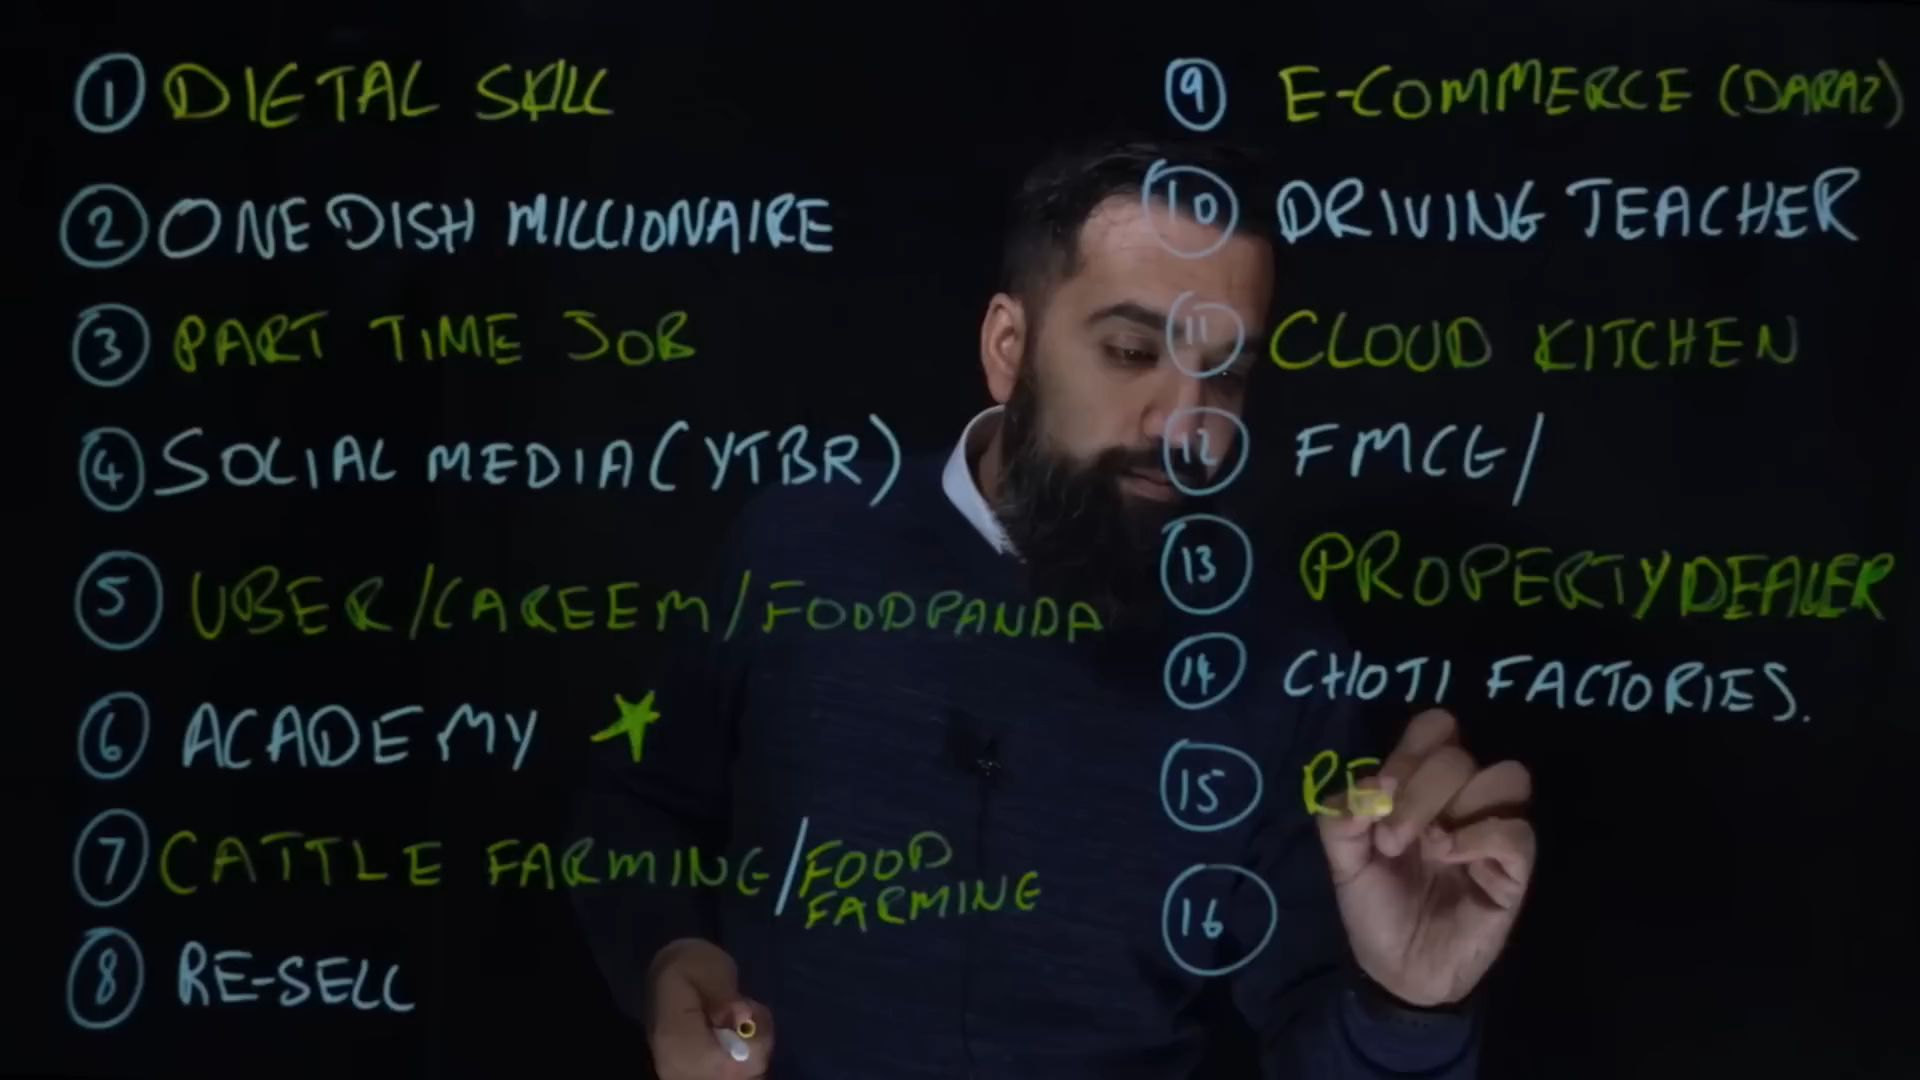 1 DIGTAL SKILL
2 ONE DISH MILLIONAIRE
3 PART TIME JOB
4 SOCIAL MEDIA (YTBR)
5 UBER/CAREEM/FOODPANDA
6 ACADEMY ★
7 CATTLE FARMING/FOOD
FARMING
8 RE-SELL
9 E-COMMERCE (DARAZ)
10 DRIVING TEACHER
11 CLOUD KITCHEN
12 FMCG/
13 PROPERTY DEALER
14 CHOTI FACTORIES.
15 RE
16